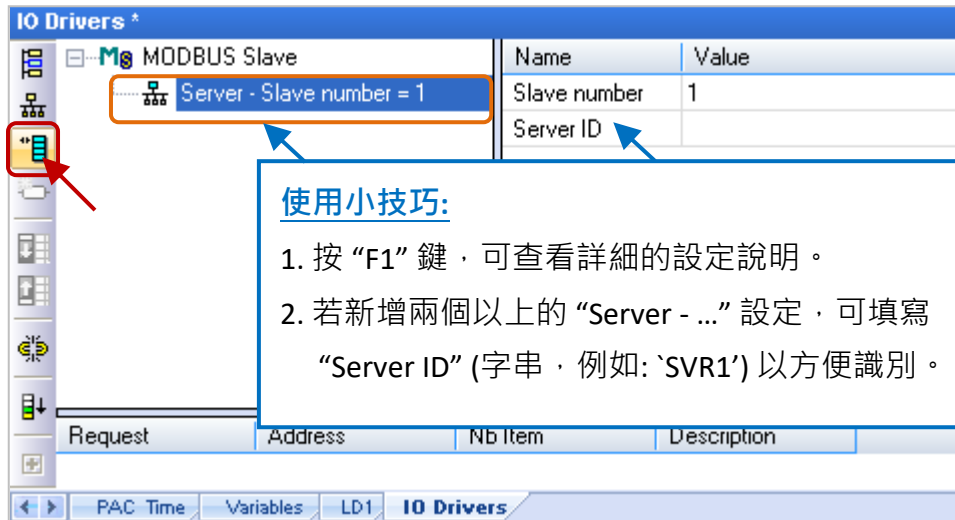 IO Drivers *
MODBUS Slave
Name Value
Server - Slave number = 1
Slave number 1
Server ID
使用小技巧:
1. 按 “F1” 鍵，可查看詳細的設定說明。
2. 若新增兩個以上的 “Server - …” 設定，可填寫
“Server ID” (字串，例如: `SVR1') 以方便識別。
Request Address Nb Item Description
PAC Time Variables LD1 IO Drivers